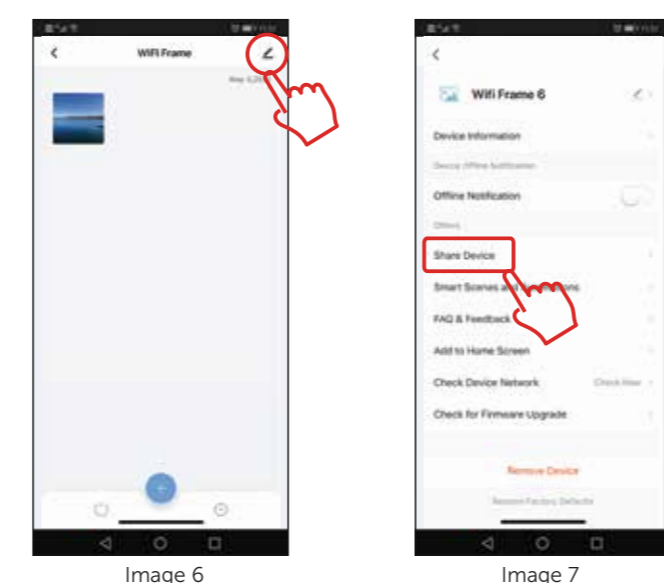 WiFi Frame
Wifi Frame 6
Device Information
Device Offline Notification
Offline Notification
Others
Share Device
Smart Scenes and
FAQ & Feedback
Add to Home Screen
Check Device Network
Check Now
Check for Firmware Upgrade
Remove Device
Restore Factory Defaults
Image 6
Image 7